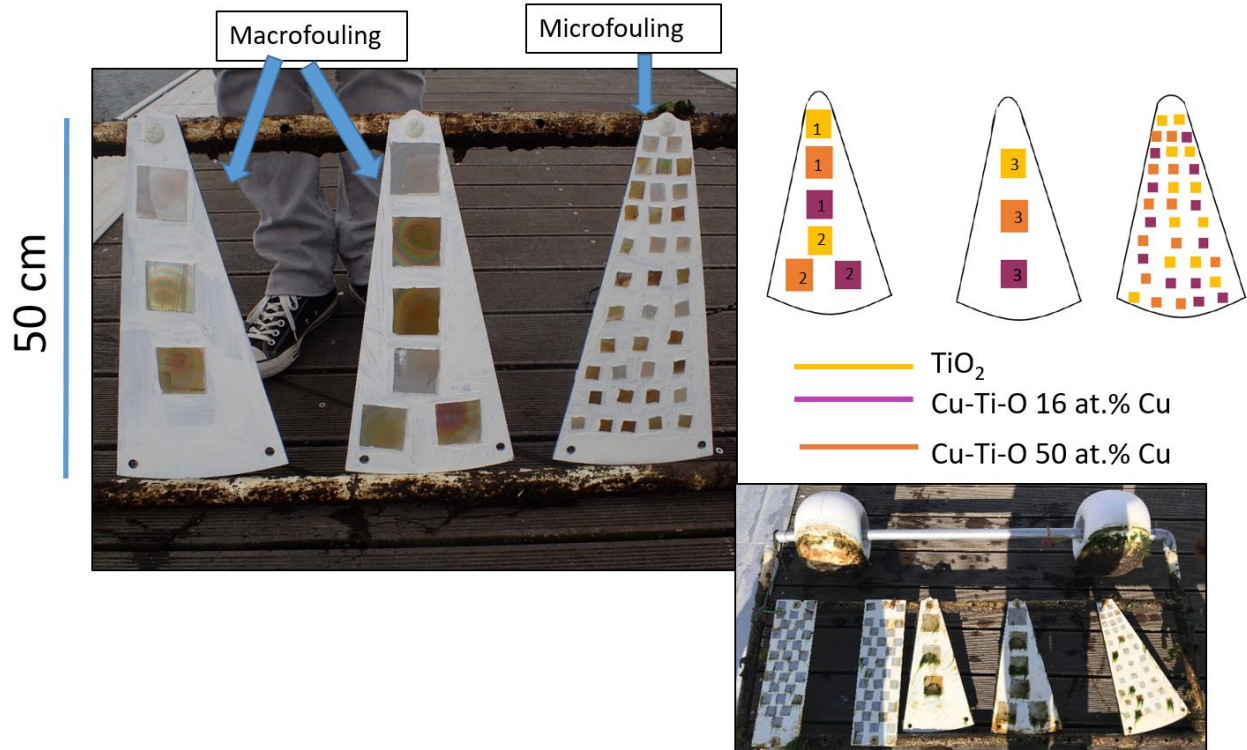 Macrofouling
Microfouling
50 cm
1
1
1
2
2
2
3
3
3
TiO₂
Cu-Ti-O 16 at.% Cu
Cu-Ti-O 50 at.% Cu